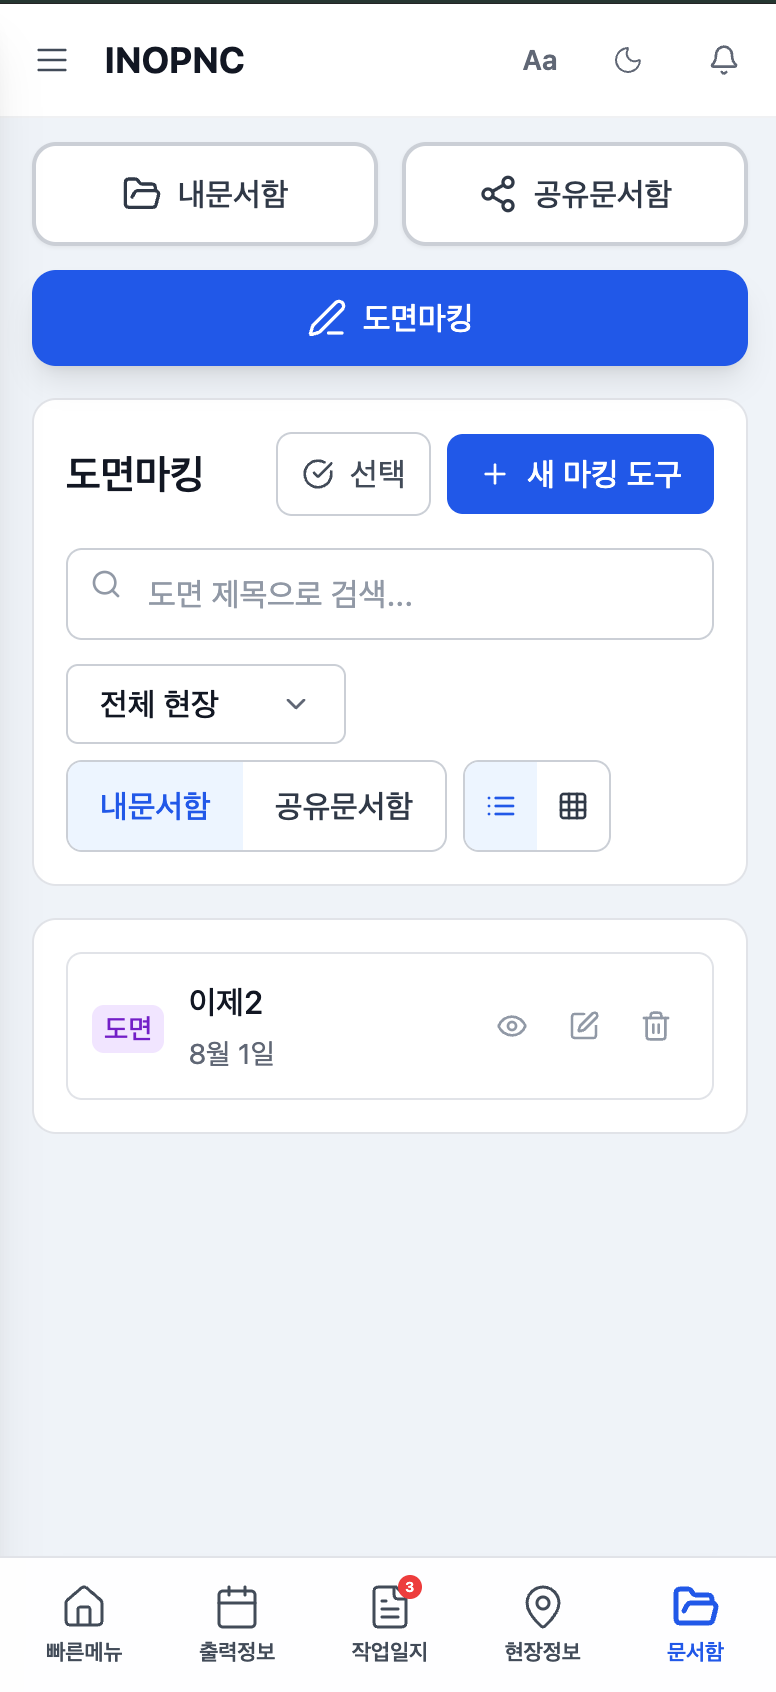 INOPNC
Aa
내문서함
공유문서함
도면마킹
도면마킹
선택
새 마킹 도구
도면 제목으로 검색...
전체 현장
내문서함
공유문서함
도면
이제2
8월 1일
3
빠른메뉴
출력정보
작업일지
현장정보
문서함